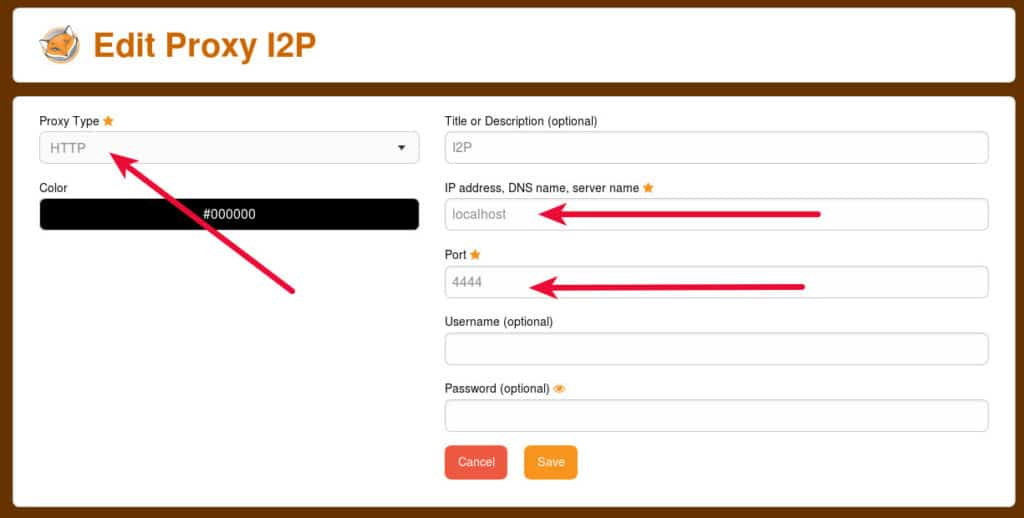 Edit Proxy I2P
Proxy Type
HTTP
Color
#000000
Title or Description (optional)
I2P
IP address, DNS name, server name
localhost
Port
4444
Username (optional)
Password (optional)
Cancel
Save